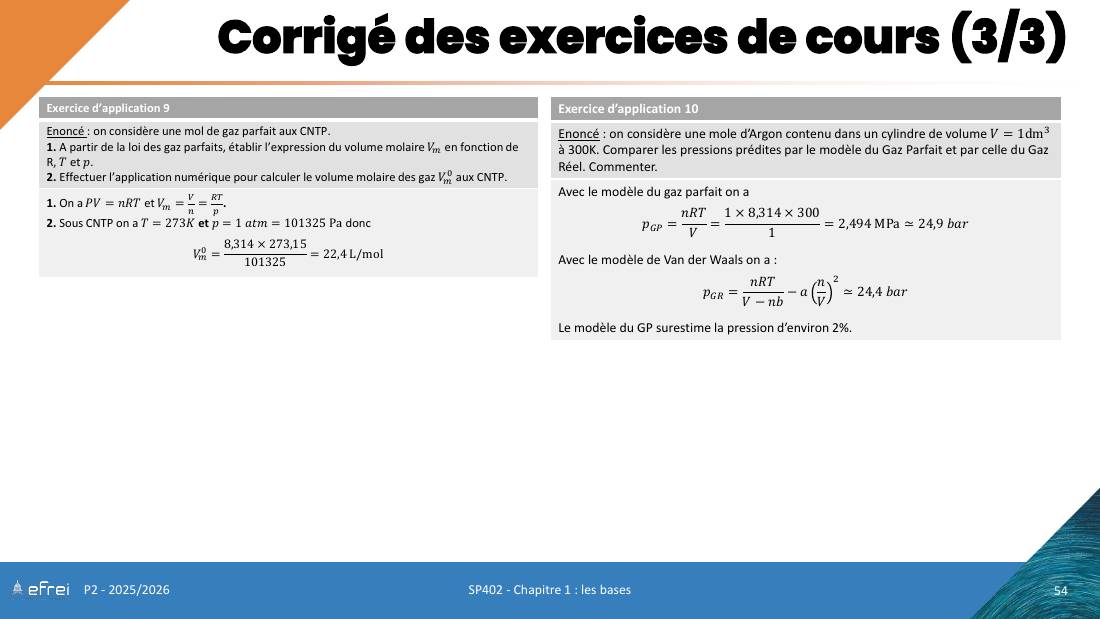 Corrigé des exercices de cours (3/3)
Exercice d'application 9
Enoncé : on considère une mol de gaz parfait aux CNTP.
1. A partir de la loi des gaz parfaits, établir l'expression du volume molaire V_m en fonction de
R, T et p.
2. Effectuer l'application numérique pour calculer le volume molaire des gaz V_m^0 aux CNTP.
1. On a PV = nRT et V_m = V/n = RT/p.
2. Sous CNTP on a T = 273K et p = 1 atm = 101325 Pa donc
V_m^0 = (8,314 × 273,15)/101325 = 22,4 L/mol
Exercice d'application 10
Enoncé : on considère une mole d'Argon contenu dans un cylindre de volume V = 1dm³
à 300K. Comparer les pressions prédites par le modèle du Gaz Parfait et par celle du Gaz
Réel. Commenter.
Avec le modèle du gaz parfait on a
p_GP = nRT/V = (1 × 8,314 × 300)/1 = 2,494 MPa ≃ 24,9 bar
Avec le modèle de Van der Waals on a :
p_GR = nRT/(V − nb) − a (n/V)² ≃ 24,4 bar
Le modèle du GP surestime la pression d'environ 2%.
efrei
P2 - 2025/2026
SP402 - Chapitre 1 : les bases
54